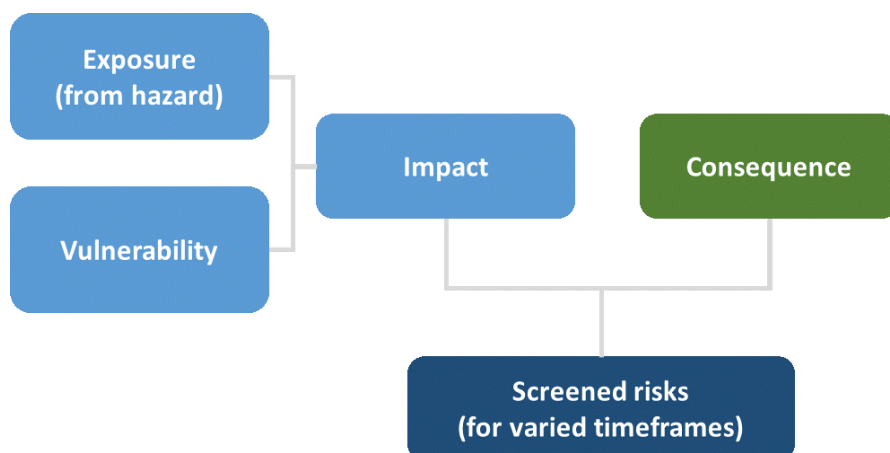 Exposure
(from hazard)
Impact
Consequence
Vulnerability
Screened risks
(for varied timeframes)